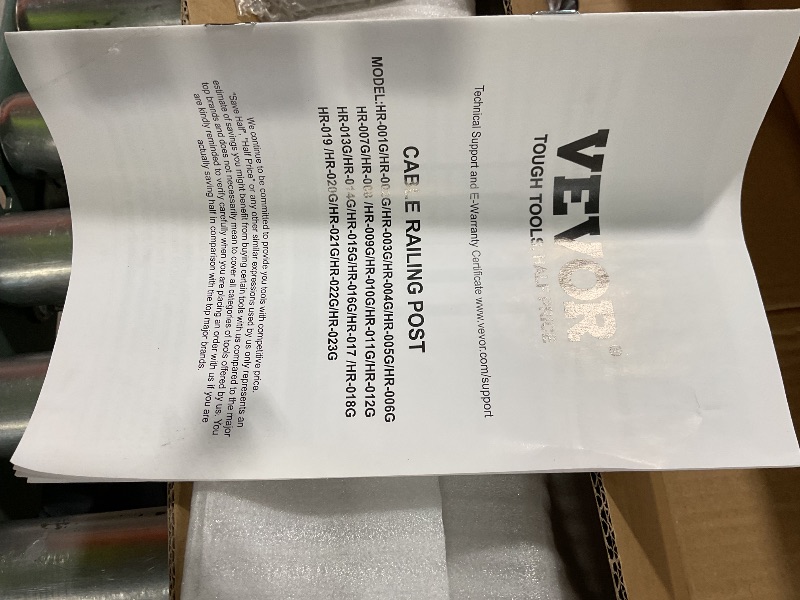 VEVOR®
TOUGH TOOLS, HALF PRICE
Technical Support and E-Warranty Certificate www.vevor.com/support
CABLE RAILING POST
MODEL:HR-001G/HR-002G/HR-003G/HR-004G/HR-005G/HR-006G
HR-007G/HR-008 /HR-009G/HR-010G/HR-011G/HR-012G
HR-013G/HR-014G/HR-015G/HR-016G/HR-017 /HR-018G
HR-019 /HR-020G/HR-021G/HR-022G/HR-023G
We continue to be committed to provide you tools with competitive price.
"Save Half", "Half Price" or any other similar expressions used by us only represents an
estimate of savings you might benefit from buying certain tools with us compared to the major
top brands and does not necessarily mean to cover all categories of tools offered by us. You
are kindly reminded to verify carefully when you are placing an order with us if you are
actually saving half in comparison with the top major brands.